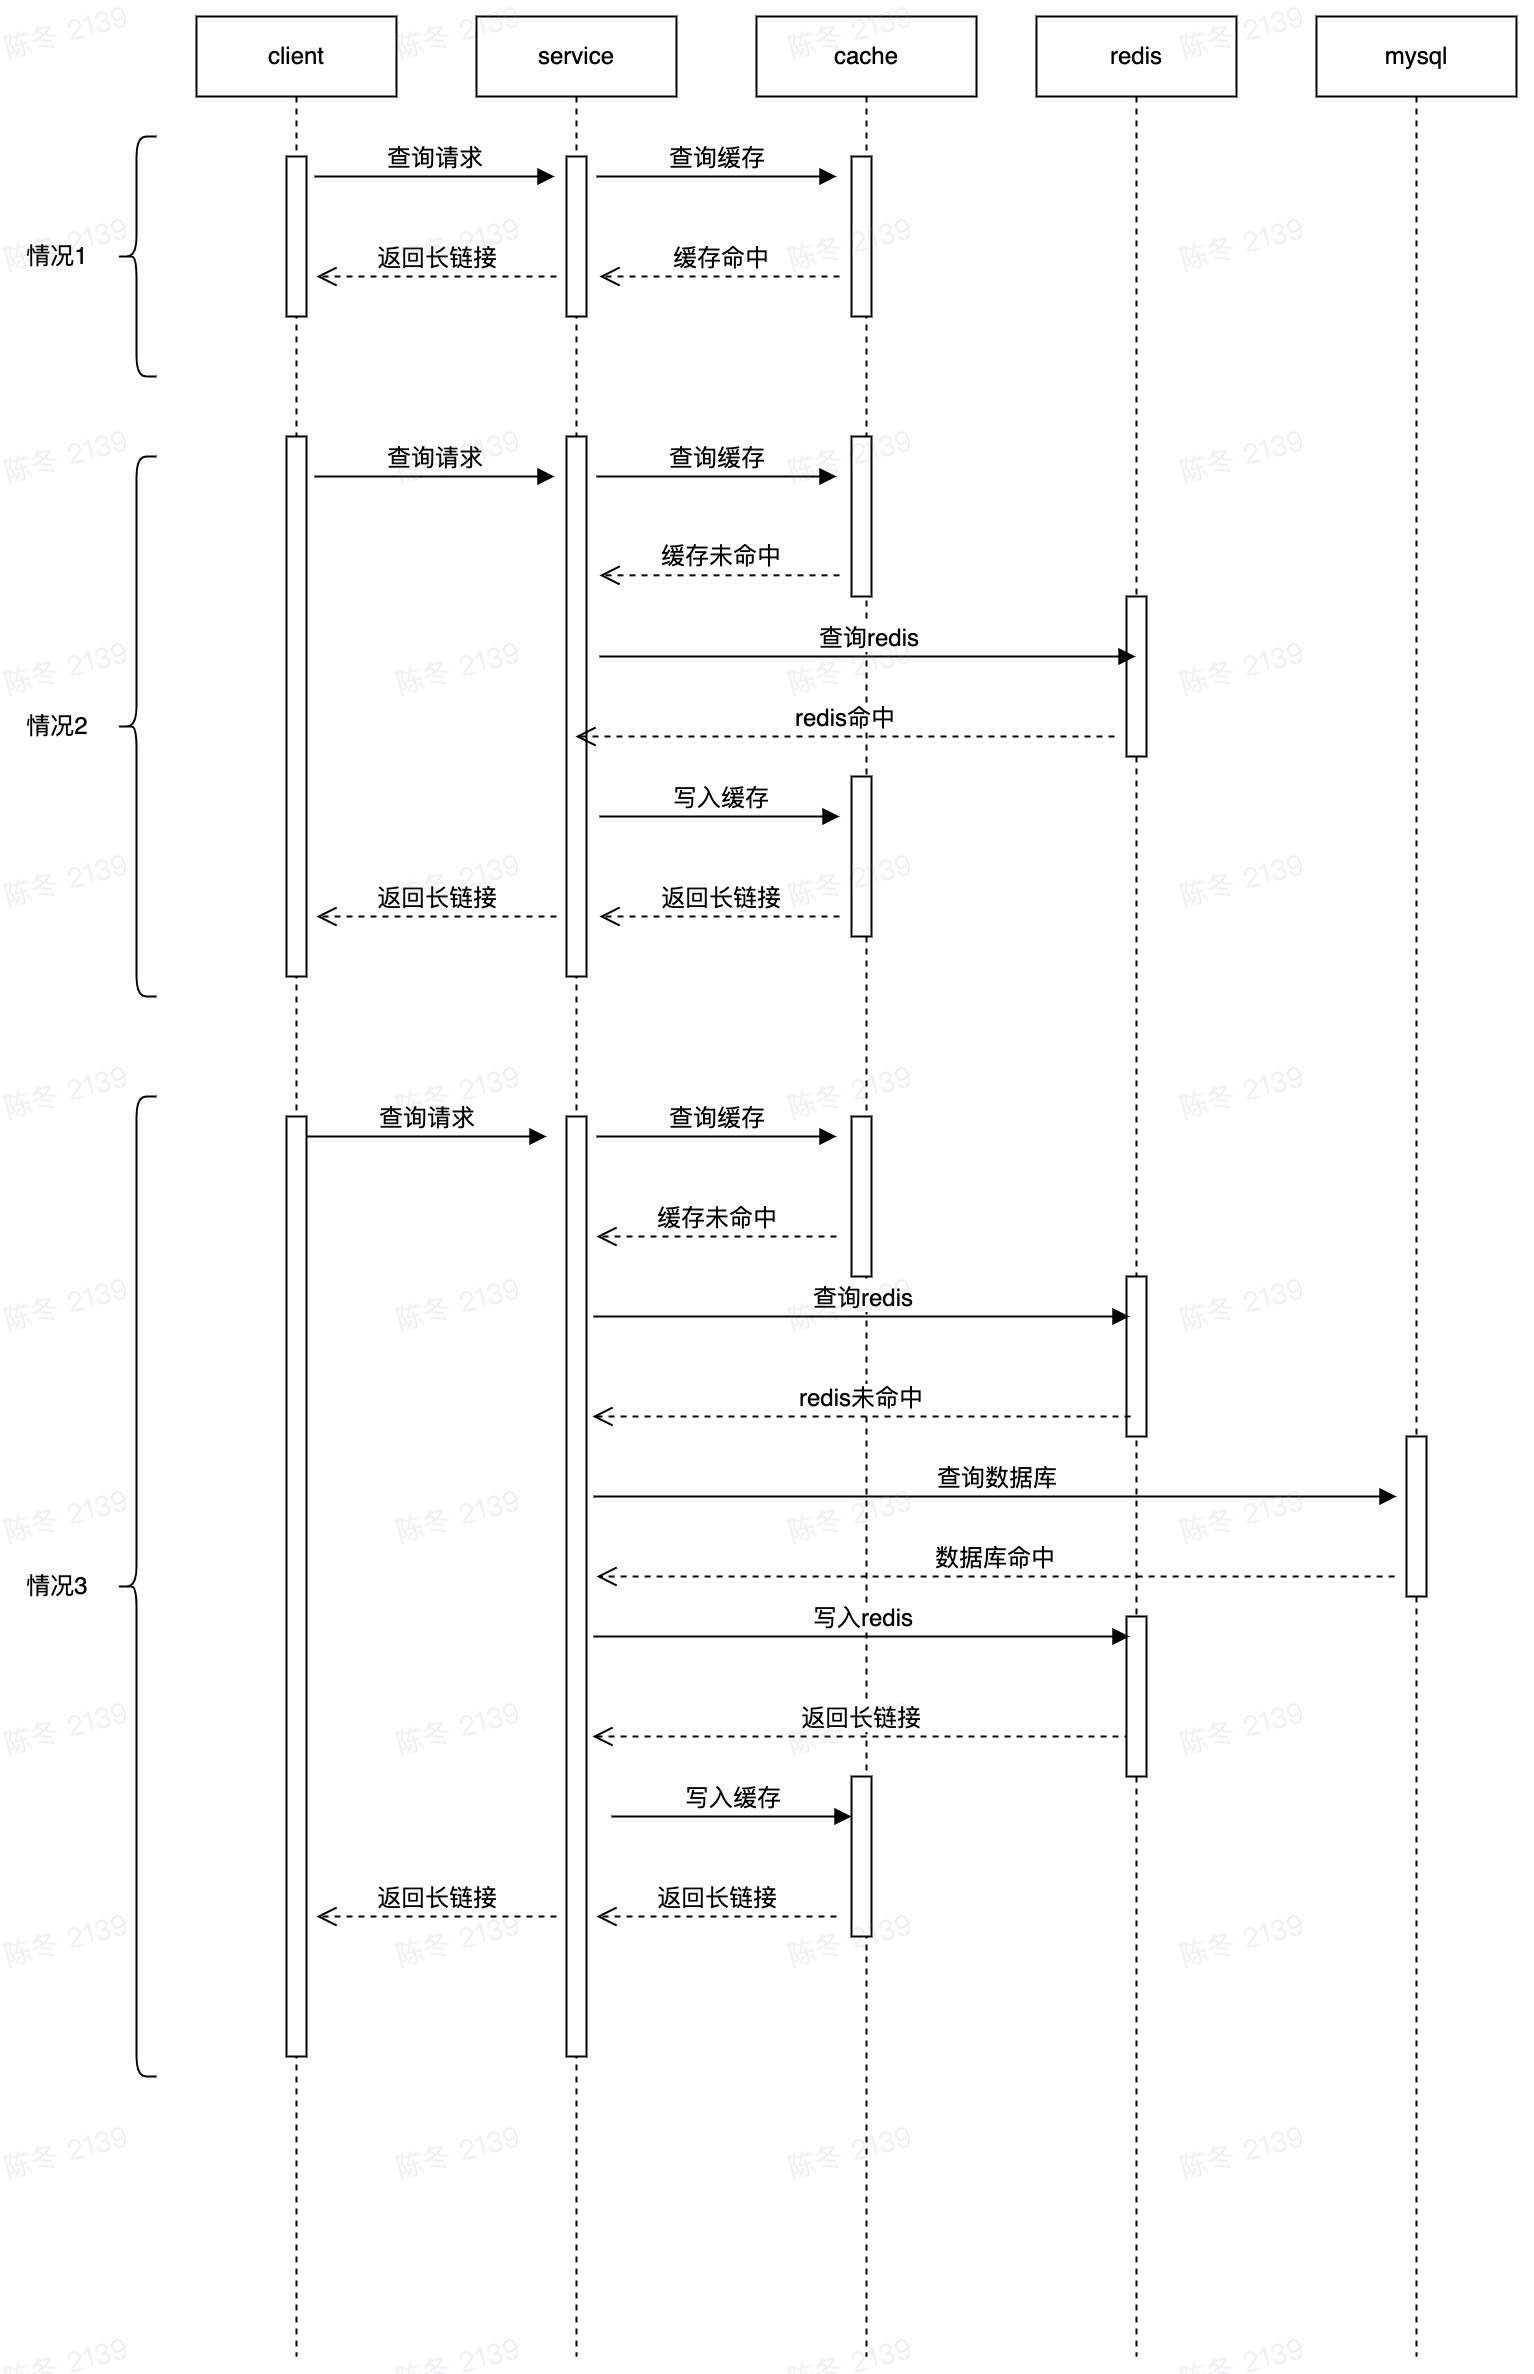 client
service
cache
redis
mysql
查询请求
查询缓存
情况1
返回长链接
缓存命中
查询请求
查询缓存
缓存未命中
查询redis
情况2
redis命中
写入缓存
返回长链接
返回长链接
查询请求
查询缓存
缓存未命中
查询redis
redis未命中
查询数据库
数据库命中
情况3
写入redis
返回长链接
写入缓存
返回长链接
返回长链接
陈冬 2139